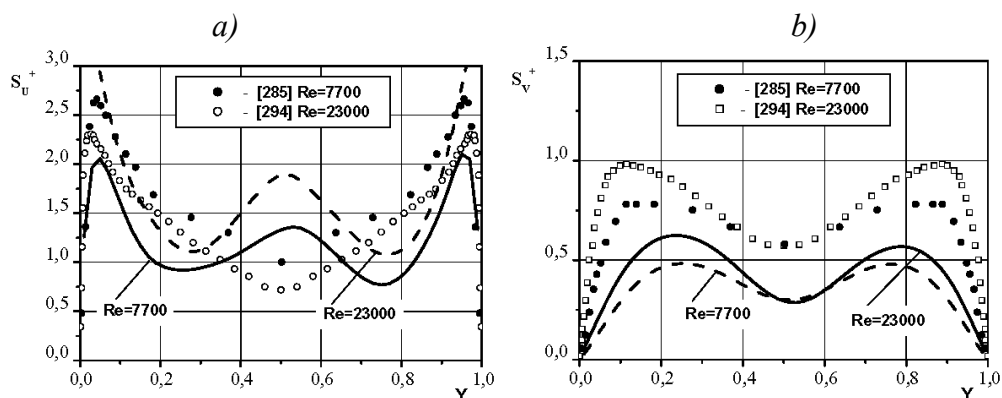 a)
3,0
S_U^+
2,5
2,0
1,5
1,0
0,5
0,0
0,0 0,2 0,4 0,6 0,8 1,0
Y
- [285] Re=7700
- [294] Re=23000
Re=7700
Re=23000
b)
1,5
S_V^+
1,0
0,5
0,0
0,0 0,2 0,4 0,6 0,8 1,0
Y
- [285] Re=7700
- [294] Re=23000
Re=7700
Re=23000